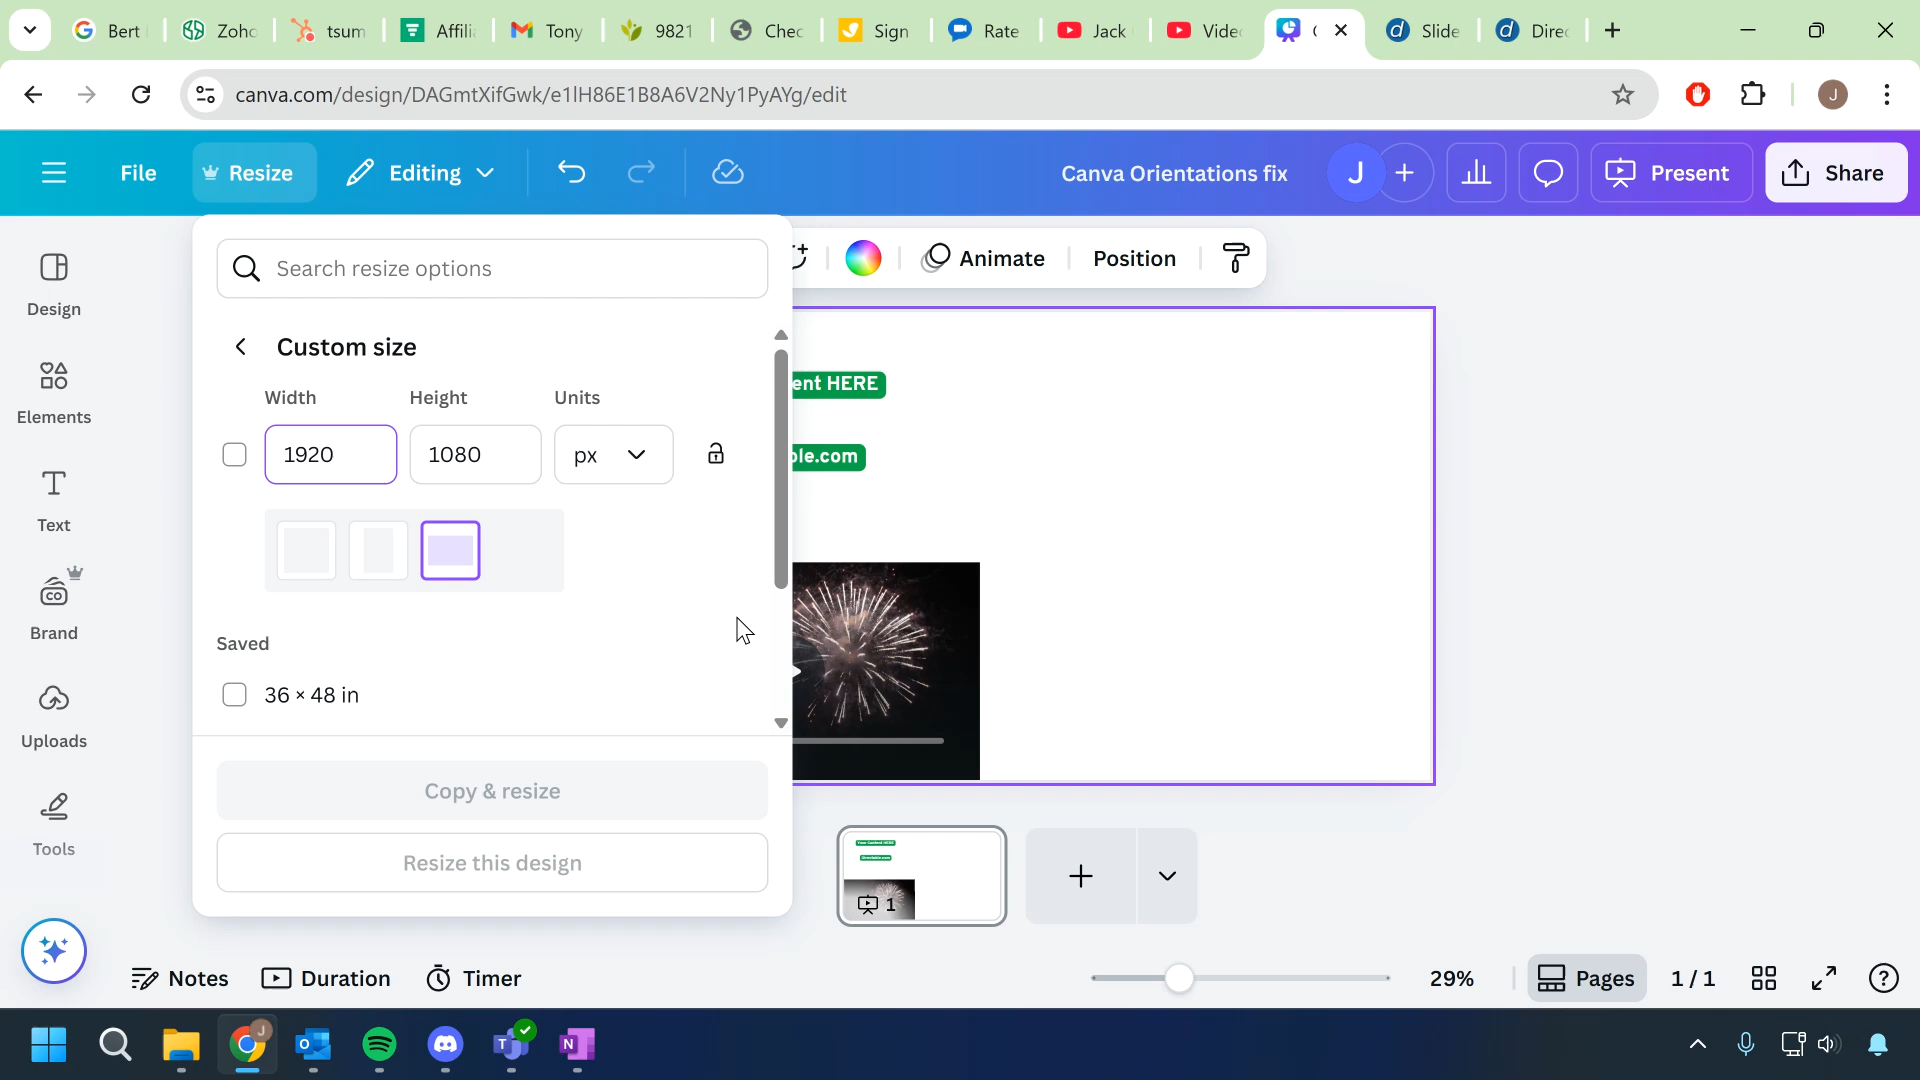 Bert
Zoho
tsum
Affili
Tony
9821
Chec
Sign
Rate
Jack
Vide
Slide
Direc
canva.com/design/DAGmtXifGwk/e1lH86E1B8A6V2Ny1PyAYg/edit
J
File
Resize
Editing
Canva Orientations fix
J
Present
Share
Search resize options
Animate
Position
Design
Elements
Text
Brand
Uploads
Tools
Custom size
Width Height Units
1920 1080 px
Saved
36 × 48 in
Copy & resize
Resize this design
ent HERE
ble.com
Your Content HERE
1
Notes
Duration
Timer
29%
Pages
1 / 1